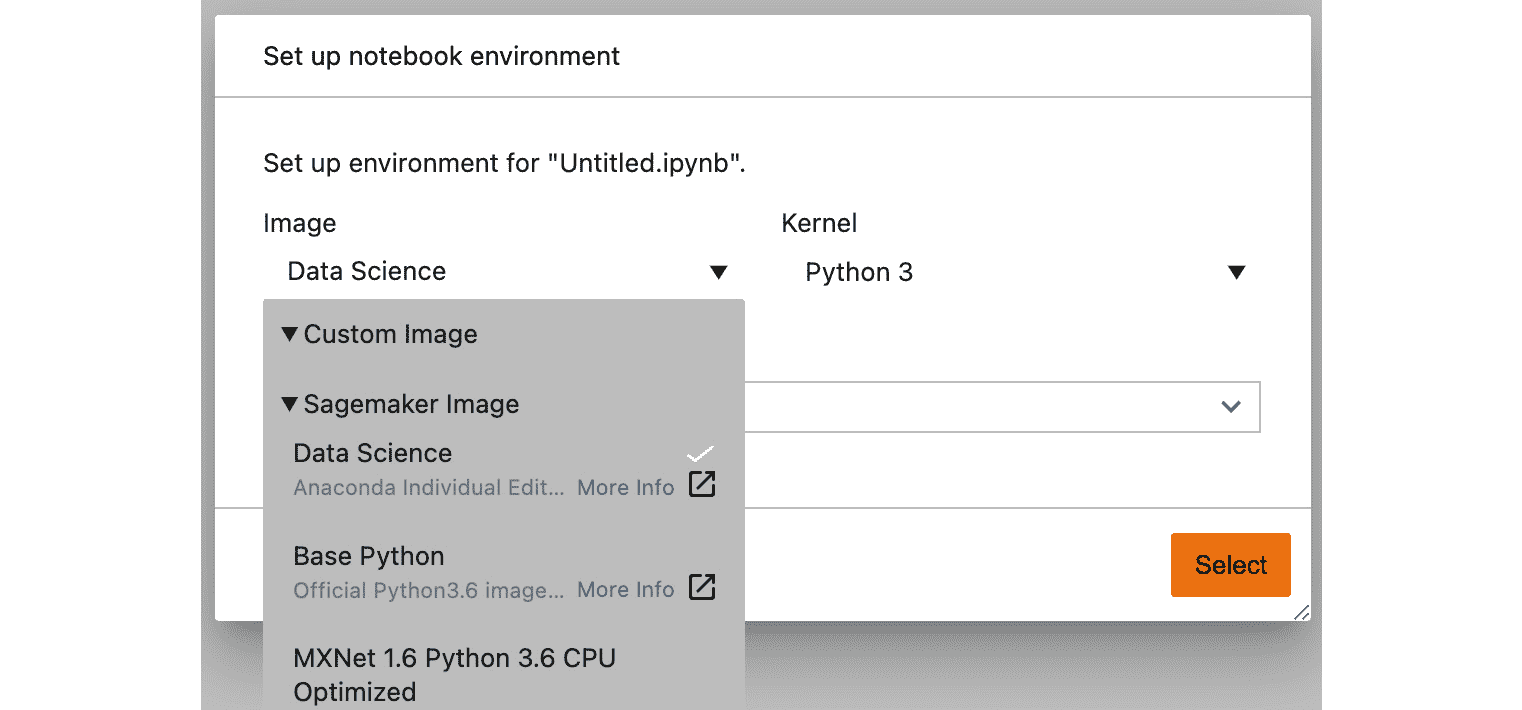 Set up notebook environment
Set up environment for "Untitled.ipynb".
Image
Kernel
Data Science
Python 3
Custom Image
Sagemaker Image
Data Science
Anaconda Individual Edit... More Info
Base Python
Official Python3.6 image... More Info
MXNet 1.6 Python 3.6 CPU
Optimized
Select